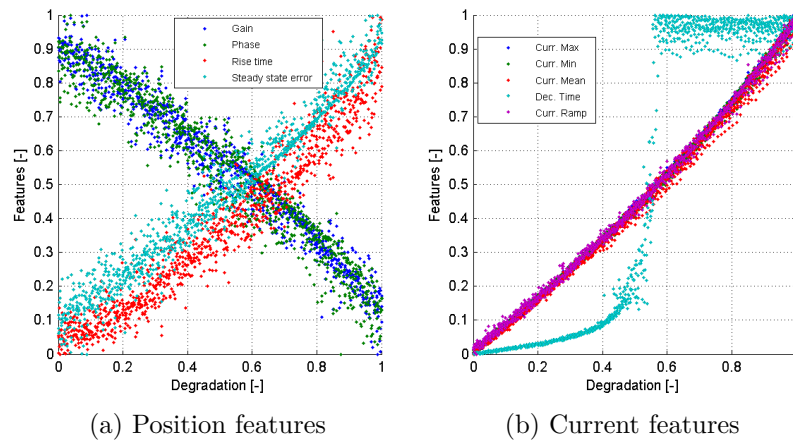 Gain
Phase
Rise time
Steady state error
1
0.9
0.8
0.7
0.6
0.5
0.4
0.3
0.2
0.1
0
Features [-]
0 0.2 0.4 0.6 0.8 1
Degradation [-]
(a) Position features
Curr. Max
Curr. Min
Curr. Mean
Dec. Time
Curr. Ramp
1
0.9
0.8
0.7
0.6
0.5
0.4
0.3
0.2
0.1
0
Features [-]
0 0.2 0.4 0.6 0.8
Degradation [-]
(b) Current features